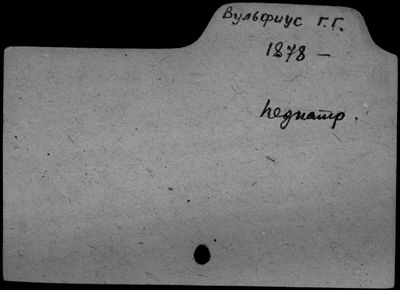 Вульфиус Г.Г.
1878 —
педиатр.